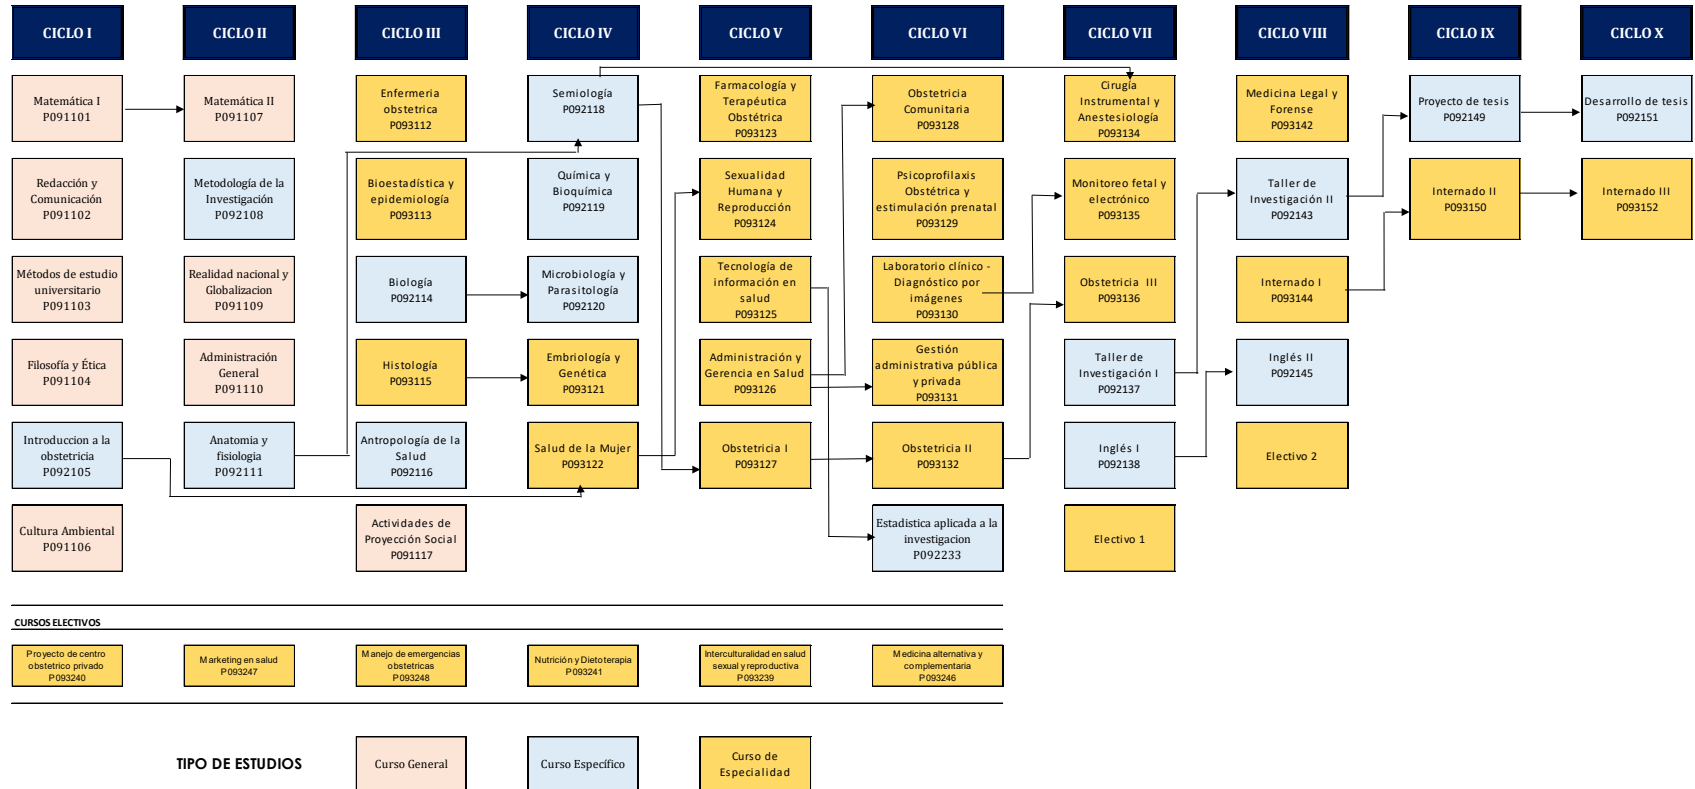 CICLO I
CICLO II
CICLO III
CICLO IV
CICLO V
CICLO VI
CICLO VII
CICLO VIII
CICLO IX
CICLO X
Matemática I
P091101
Matemática II
P091107
Enfermeria
obstetrica
P093112
Semiología
P092118
Farmacología y
Terapéutica
Obstétrica
P093123
Obstetricia
Comunitaria
P093128
Cirugía
Instrumental y
Anestesiología
P093134
Medicina Legal y
Forense
P093142
Proyecto de tesis
P092149
Desarrollo de tesis
P092151
Redacción y
Comunicación
P091102
Metodología de la
Investigación
P092108
Bioestadística y
epidemiología
P093113
Química y
Bioquímica
P092119
Sexualidad
Humana y
Reproducción
P093124
Psicoprofilaxis
Obstétrica y
estimulación prenatal
P093129
Monitoreo fetal y
electrónico
P093135
Taller de
Investigación II
P092143
Internado II
P093150
Internado III
P093152
Métodos de estudio
universitario
P091103
Realidad nacional y
Globalizacion
P091109
Biología
P092114
Microbiología y
Parasitología
P092120
Tecnología de
información en
salud
P093125
Laboratorio clínico -
Diagnóstico por
imágenes
P093130
Obstetricia III
P093136
Internado I
P093144
Filosofía y Ética
P091104
Administración
General
P091110
Histología
P093115
Embriología y
Genética
P093121
Administración y
Gerencia en Salud
P093126
Gestión
administrativa pública
y privada
P093131
Taller de
Investigación I
P092137
Inglés II
P092145
Introduccion a la
obstetricia
P092105
Anatomia y
fisiologia
P092111
Antropología de la
Salud
P092116
Salud de la Mujer
P093122
Obstetricia I
P093127
Obstetricia II
P093132
Inglés I
P092138
Electivo 2
Cultura Ambiental
P091106
Actividades de
Proyección Social
P091117
Estadistica aplicada a la
investigacion
P092233
Electivo 1
CURSOS ELECTIVOS
Proyecto de centro
obstetrico privado
P093240
Marketing en salud
P093247
Manejo de emergencias
obstetricas
P093248
Nutrición y Dietoterapia
P093241
Interculturalidad en salud
sexual y reproductiva
P093239
Medicina alternativa y
complementaria
P093246
TIPO DE ESTUDIOS
Curso General
Curso Específico
Curso de
Especialidad